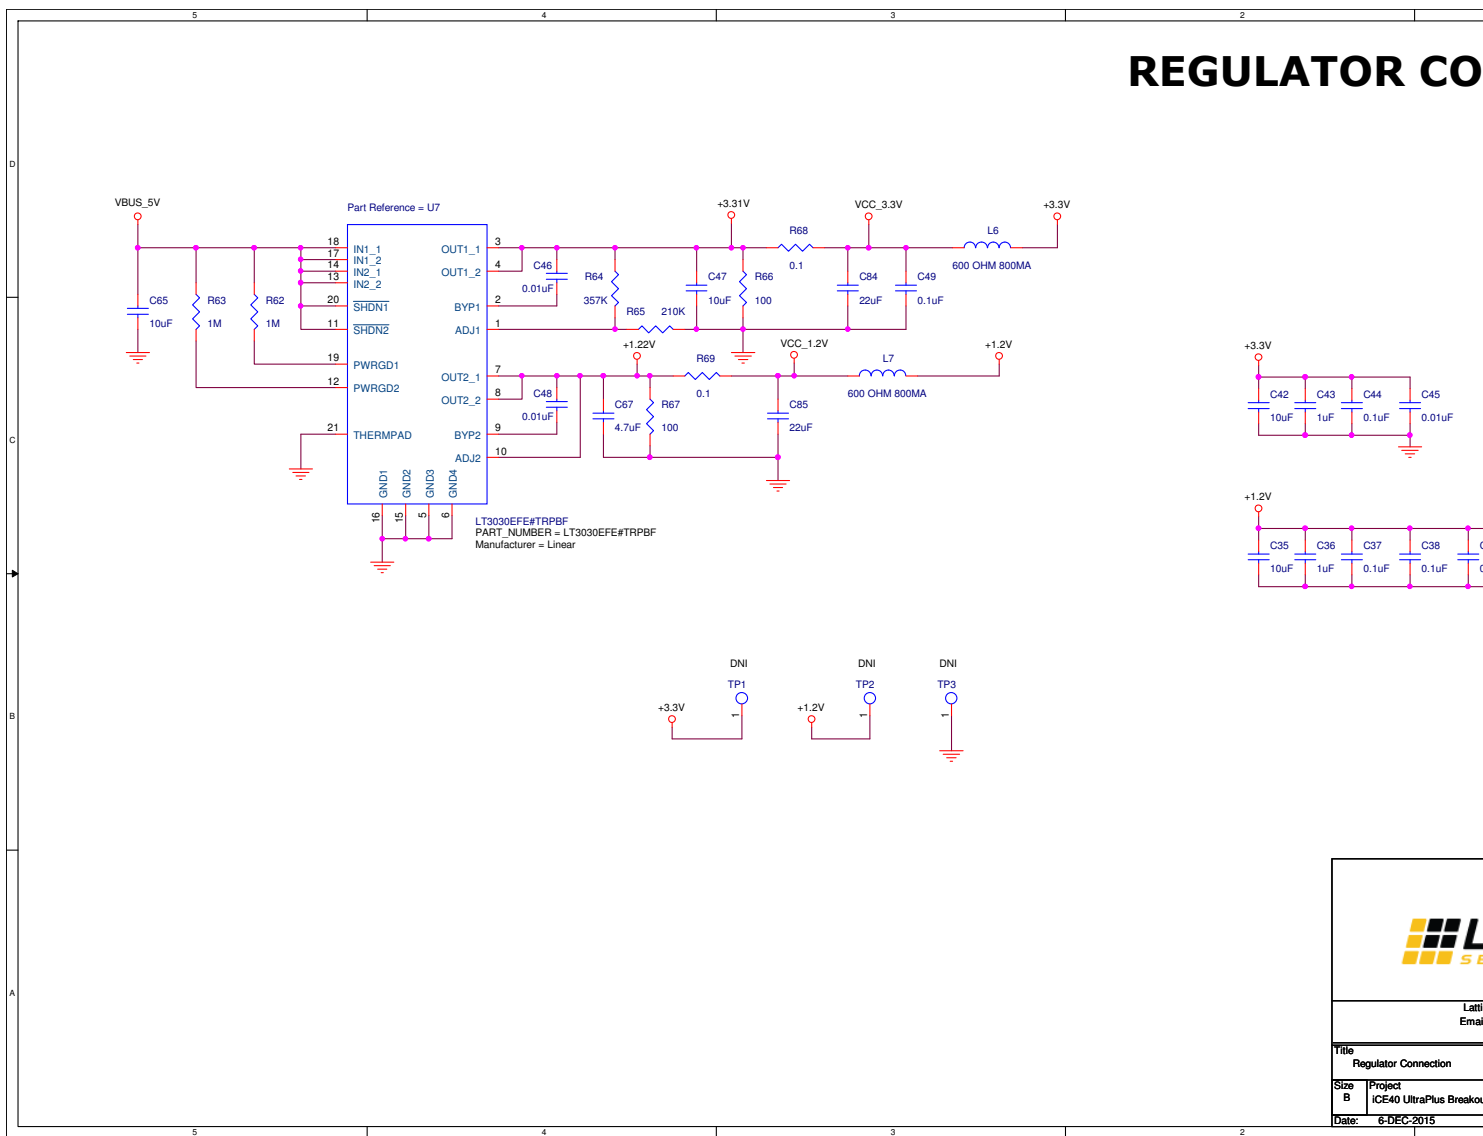 5 4 3 2
REGULATOR CO
D
VBUS_5V
Part Reference = U7
+3.31V
VCC_3.3V
+3.3V
18 IN1_1
17 IN1_2
14 IN2_1
13 IN2_2
20 SHDN1
11 SHDN2
19 PWRGD1
12 PWRGD2
21 THERMPAD
OUT1_1 3
OUT1_2 4
BYP1 2
ADJ1 1
OUT2_1 7
OUT2_2 8
BYP2 9
ADJ2 10
GND1 16
GND2 15
GND3 5
GND4 6
C65
10uF
R63
1M
R62
1M
C46
0.01uF
R64
357K
R65 210K
C47
10uF
R66
100
R68
0.1
C84
22uF
C49
0.1uF
L6
600 OHM 800MA
+1.22V
VCC_1.2V
+1.2V
C48
0.01uF
C67
4.7uF
R67
100
R69
0.1
C85
22uF
L7
600 OHM 800MA
LT3030EFE#TRPBF
PART_NUMBER = LT3030EFE#TRPBF
Manufacturer = Linear
C
+3.3V
C42
10uF
C43
1uF
C44
0.1uF
C45
0.01uF
+1.2V
C35
10uF
C36
1uF
C37
0.1uF
C38
0.1uF
DNI DNI DNI
TP1 TP2 TP3
+3.3V 1
+1.2V 1
1
B
A
L
SE
Latti
Emai
Title
Regulator Connection
Size Project
B iCE40 UltraPlus Breakou
Date: 6-DEC-2015
5 4 3 2